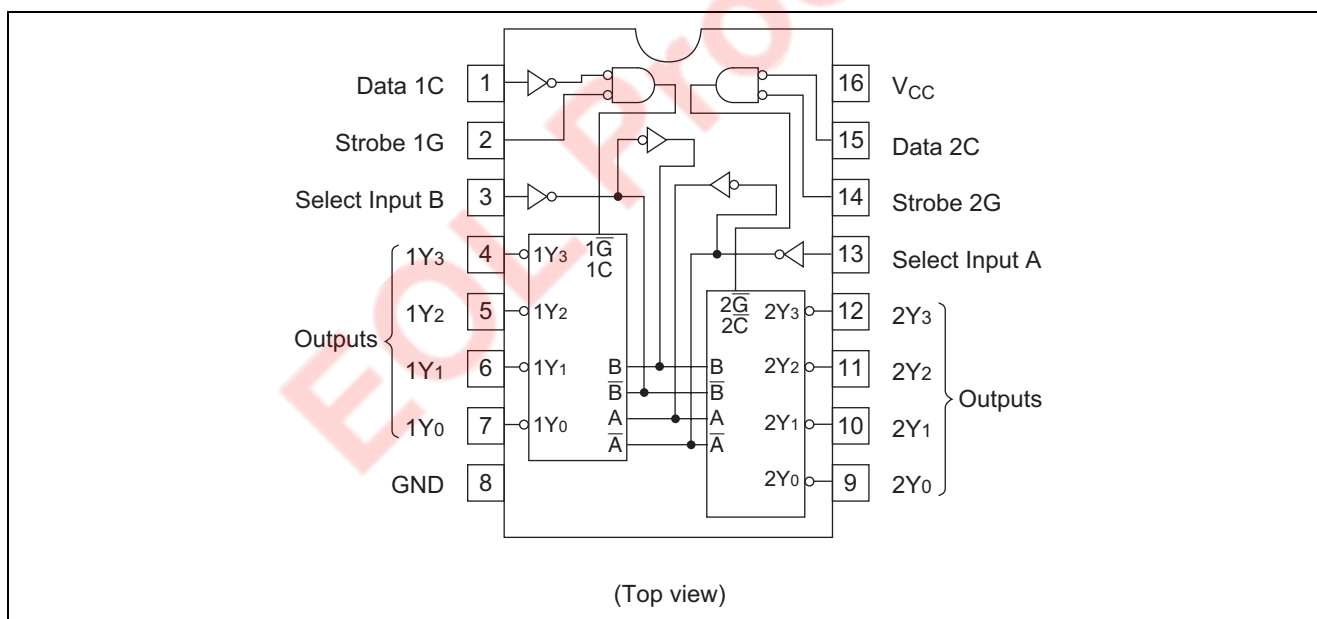 Data 1C 1 16 VCC
Strobe 1G 2 15 Data 2C
Select Input B 3 14 Strobe 2G
1Y3 4 1Y3 1G̅ 13 Select Input A
1C
1Y2 5 1Y2 2G̅ 2Y3 12 2Y3
2C̅
Outputs
1Y1 6 1Y1 B B 2Y2 11 2Y2
B̅ B̅
Outputs
1Y0 7 1Y0 A A 2Y1 10 2Y1
A̅ A̅
GND 8 2Y0 9 2Y0
(Top view)
EOL Pro